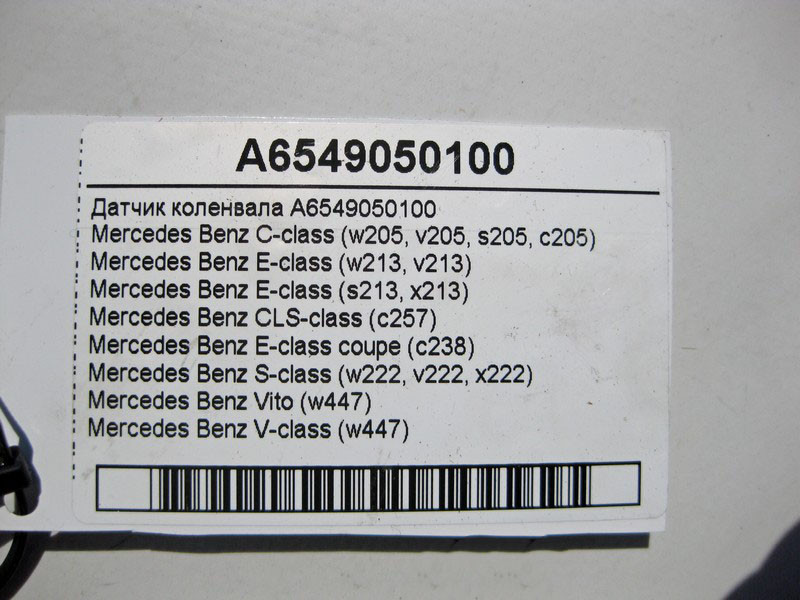 A6549050100
Датчик коленвала A6549050100
Mercedes Benz C-class (w205, v205, s205, c205)
Mercedes Benz E-class (w213, v213)
Mercedes Benz E-class (s213, x213)
Mercedes Benz CLS-class (c257)
Mercedes Benz E-class coupe (c238)
Mercedes Benz S-class (w222, v222, x222)
Mercedes Benz Vito (w447)
Mercedes Benz V-class (w447)